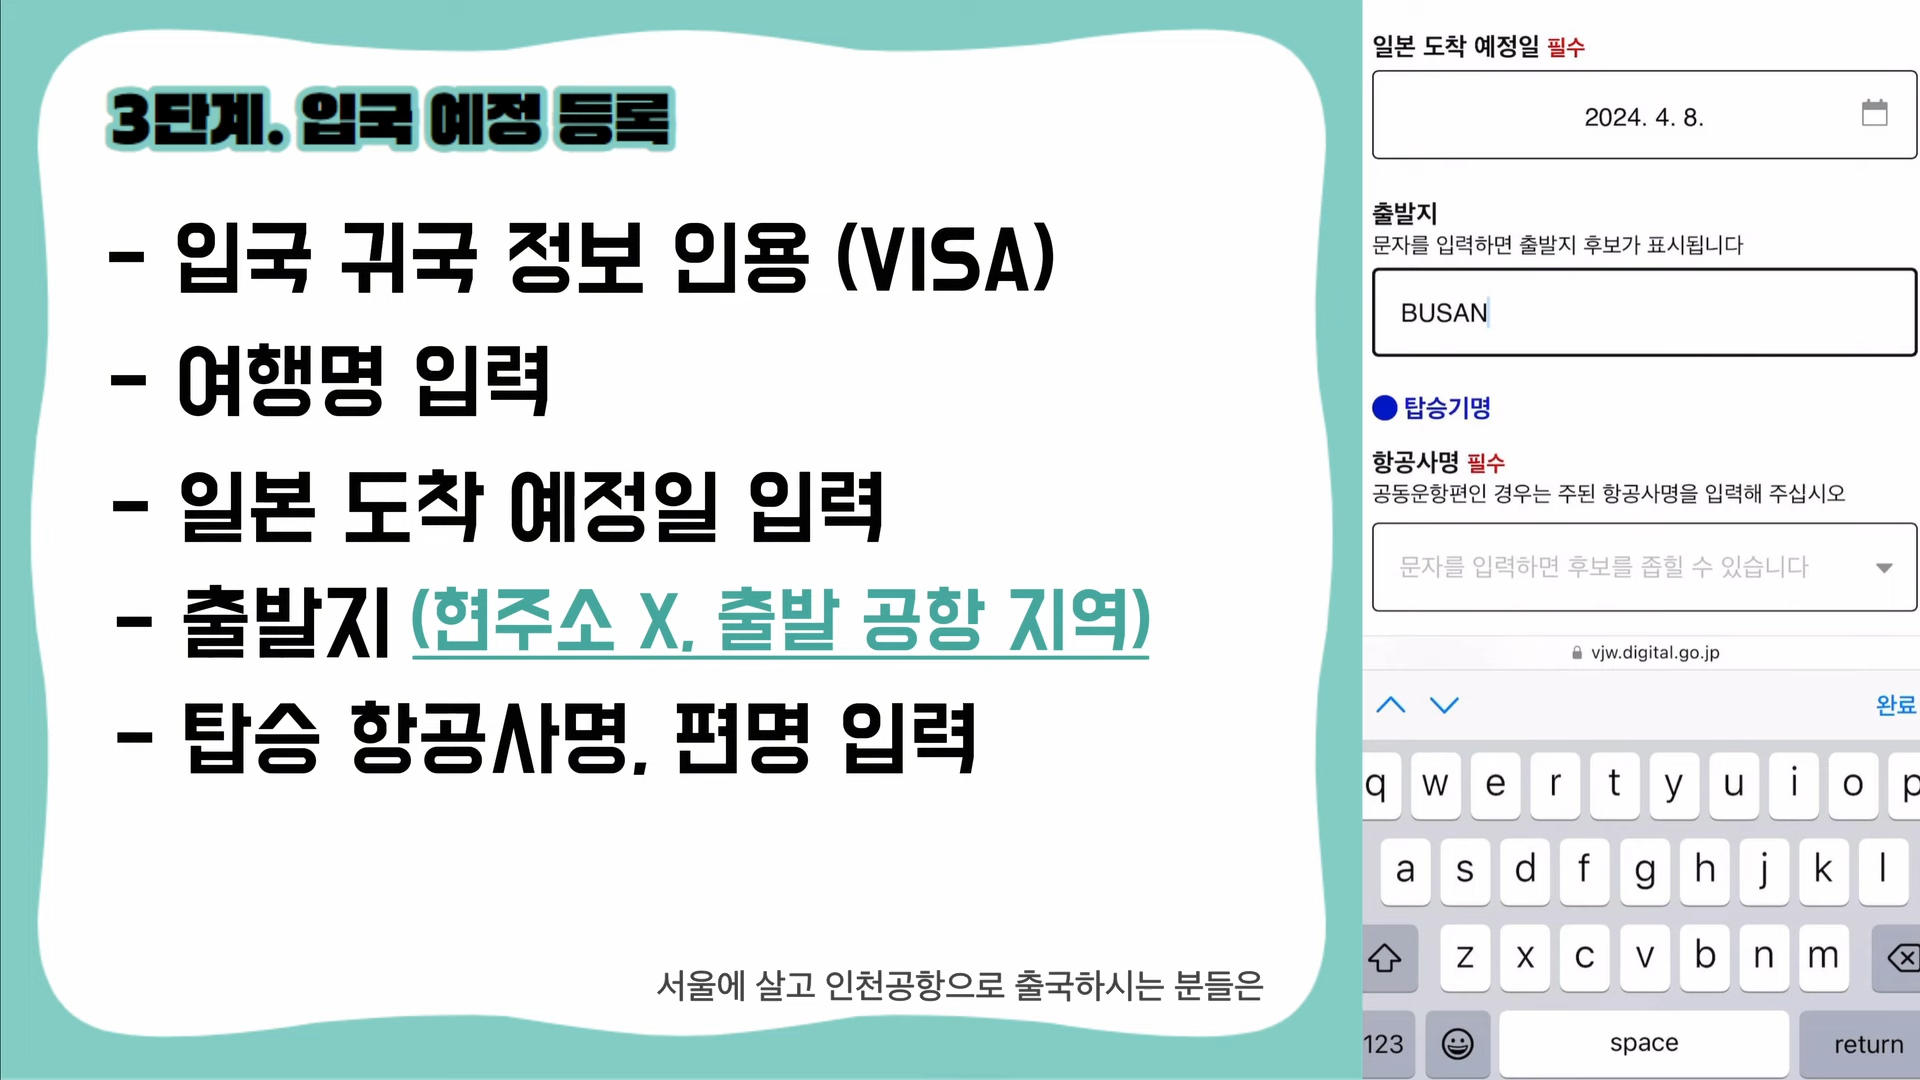 3단계. 입국 예정 등록
- 입국 귀국 정보 인용 (VISA)
- 여행명 입력
- 일본 도착 예정일 입력
- 출발지 (현주소 X, 출발 공항 지역)
- 탑승 항공사명, 편명 입력
서울에 살고 인천공항으로 출국하시는 분들은
일본 도착 예정일 필수
2024. 4. 8.
출발지
문자를 입력하면 출발지 후보가 표시됩니다
BUSAN
탑승기명
항공사명 필수
공동운항편인 경우는 주된 항공사명을 입력해 주십시오
문자를 입력하면 후보를 좁힐 수 있습니다
vjw.digital.go.jp
완료
q w e r t y u i o p
a s d f g h j k l
z x c v b n m
123 space return